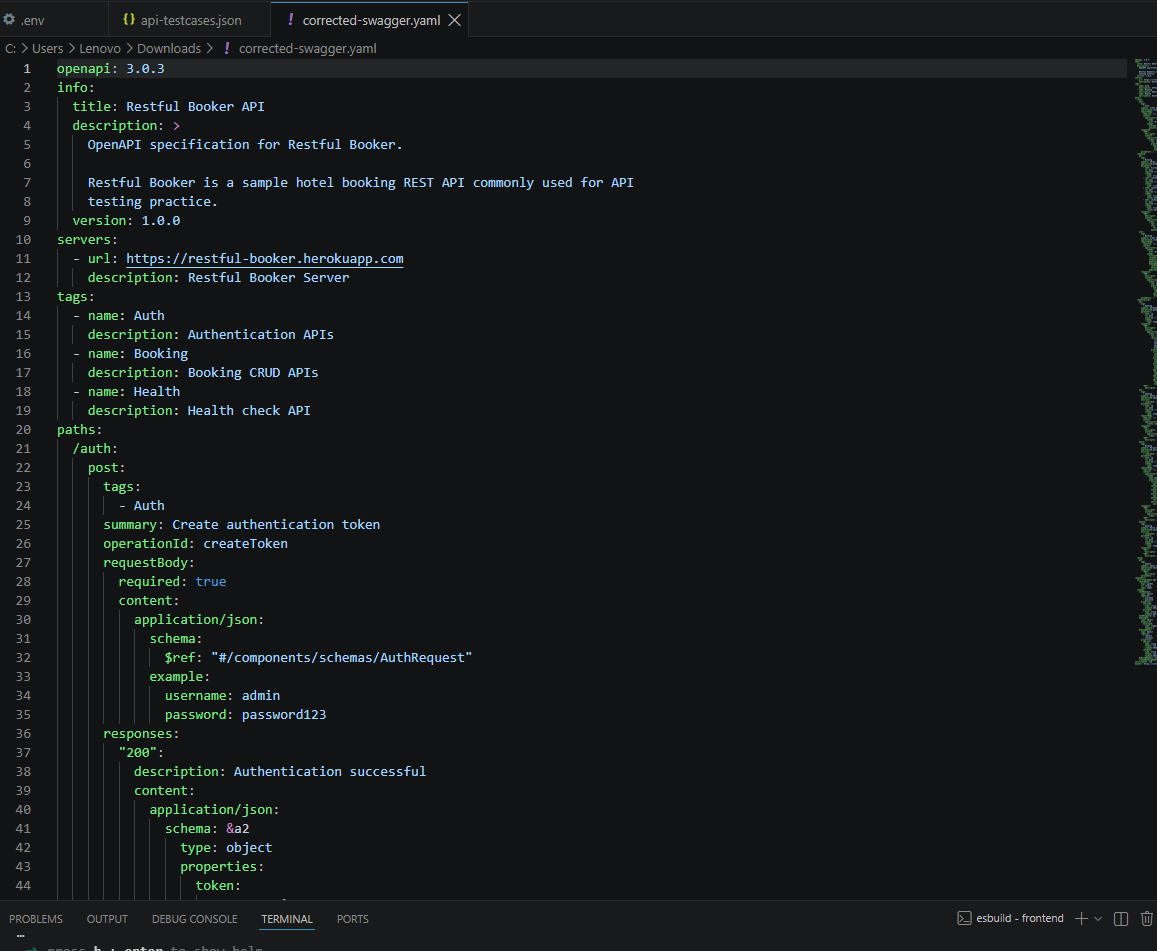 .env {} api-testcases.json ! corrected-swagger.yaml
C: > Users > Lenovo > Downloads > ! corrected-swagger.yaml
1 openapi: 3.0.3
2 info:
3   title: Restful Booker API
4   description: >
5     OpenAPI specification for Restful Booker.
6
7     Restful Booker is a sample hotel booking REST API commonly used for API
8     testing practice.
9   version: 1.0.0
10 servers:
11   - url: https://restful-booker.herokuapp.com
12     description: Restful Booker Server
13 tags:
14   - name: Auth
15     description: Authentication APIs
16   - name: Booking
17     description: Booking CRUD APIs
18   - name: Health
19     description: Health check API
20 paths:
21   /auth:
22     post:
23       tags:
24         - Auth
25       summary: Create authentication token
26       operationId: createToken
27       requestBody:
28         required: true
29         content:
30           application/json:
31             schema:
32               $ref: "#/components/schemas/AuthRequest"
33             example:
34               username: admin
35               password: password123
36       responses:
37         "200":
38           description: Authentication successful
39           content:
40             application/json:
41               schema: &a2
42                 type: object
43                 properties:
44                   token:
PROBLEMS OUTPUT DEBUG CONSOLE TERMINAL PORTS esbuild - frontend
press h + enter to show help